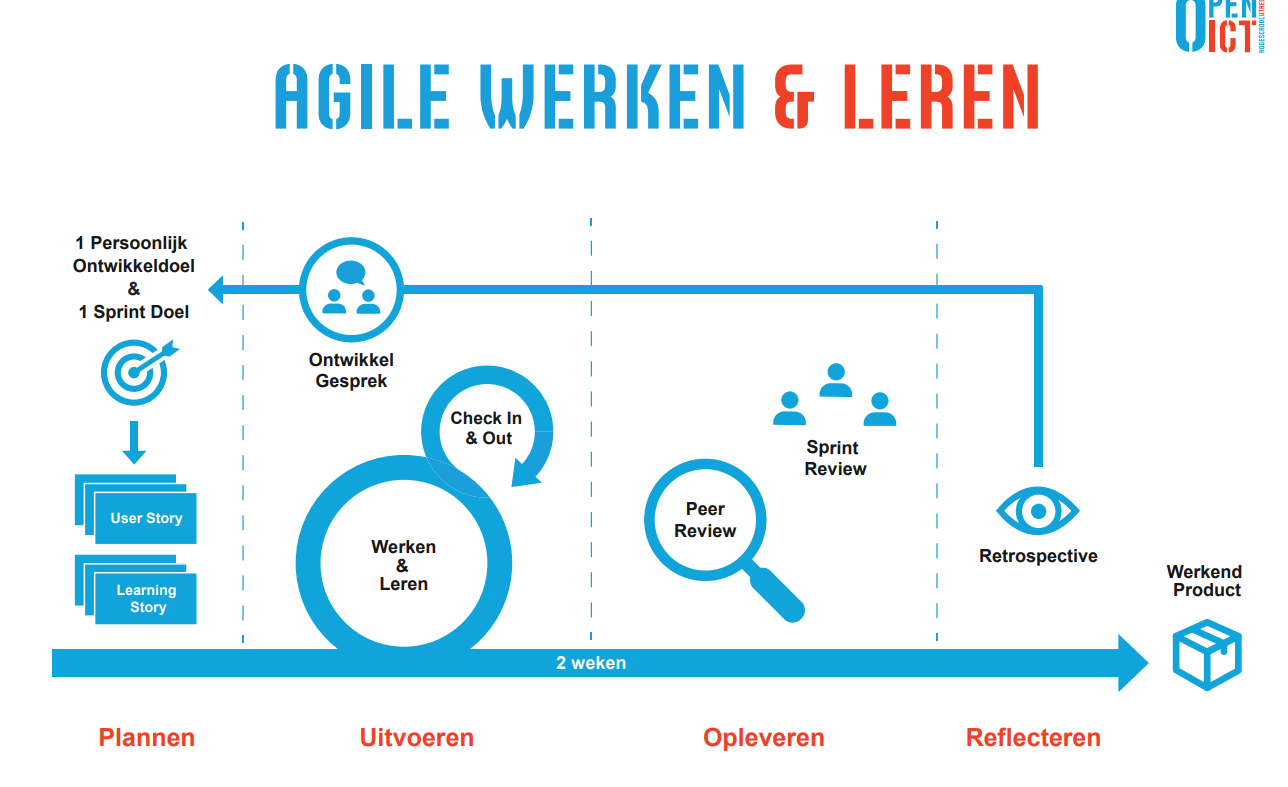 OPEN
ICT
HOGESCHOOL UTRE
AGILE WERKEN & LEREN
1 Persoonlijk
Ontwikkeldoel
&
1 Sprint Doel
User Story
Learning
Story
Ontwikkel
Gesprek
Check In
& Out
Werken
&
Leren
Peer
Review
Sprint
Review
Retrospective
Werkend
Product
2 weken
Plannen
Uitvoeren
Opleveren
Reflecteren